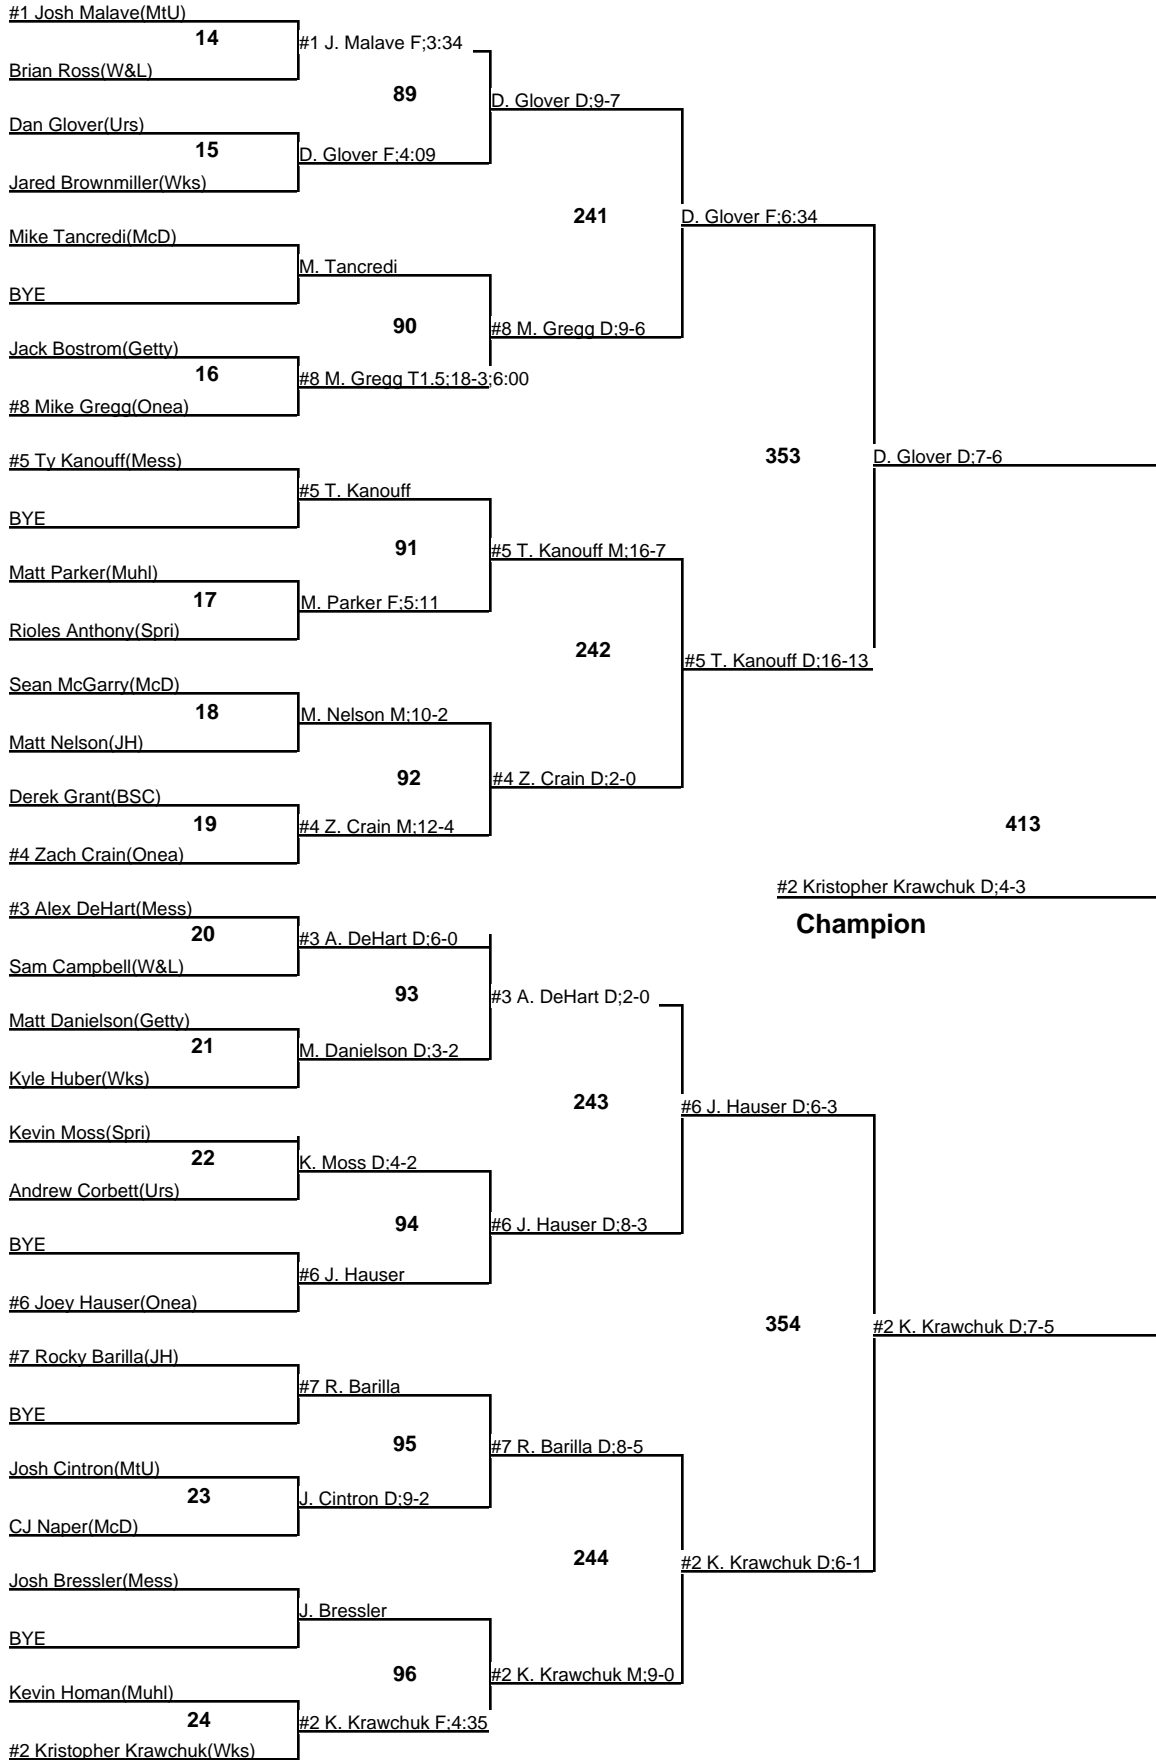 #1 Josh Malave(MtU)
14
#1 J. Malave F;3:34
Brian Ross(W&L)
89
D. Glover D;9-7
Dan Glover(Urs)
15
D. Glover F;4:09
Jared Brownmiller(Wks)
241
D. Glover F;6:34
Mike Tancredi(McD)
M. Tancredi
BYE
90
#8 M. Gregg D;9-6
Jack Bostrom(Getty)
16
#8 M. Gregg T1.5;18-3;6:00
#8 Mike Gregg(Onea)
353
D. Glover D;7-6
#5 Ty Kanouff(Mess)
#5 T. Kanouff
BYE
91
#5 T. Kanouff M;16-7
Matt Parker(Muhl)
17
M. Parker F;5:11
Rioles Anthony(Spri)
242
#5 T. Kanouff D;16-13
Sean McGarry(McD)
18
M. Nelson M;10-2
Matt Nelson(JH)
92
#4 Z. Crain D;2-0
Derek Grant(BSC)
19
#4 Z. Crain M;12-4
#4 Zach Crain(Onea)
413
#2 Kristopher Krawchuk D;4-3
Champion
#3 Alex DeHart(Mess)
20
#3 A. DeHart D;6-0
Sam Campbell(W&L)
93
#3 A. DeHart D;2-0
Matt Danielson(Getty)
21
M. Danielson D;3-2
Kyle Huber(Wks)
243
#6 J. Hauser D;6-3
Kevin Moss(Spri)
22
K. Moss D;4-2
Andrew Corbett(Urs)
94
#6 J. Hauser D;8-3
BYE
#6 J. Hauser
#6 Joey Hauser(Onea)
354
#2 K. Krawchuk D;7-5
#7 Rocky Barilla(JH)
#7 R. Barilla
BYE
95
#7 R. Barilla D;8-5
Josh Cintron(MtU)
23
J. Cintron D;9-2
CJ Naper(McD)
244
#2 K. Krawchuk D;6-1
Josh Bressler(Mess)
J. Bressler
BYE
96
#2 K. Krawchuk M;9-0
Kevin Homan(Muhl)
24
#2 K. Krawchuk F;4:35
#2 Kristopher Krawchuk(Wks)